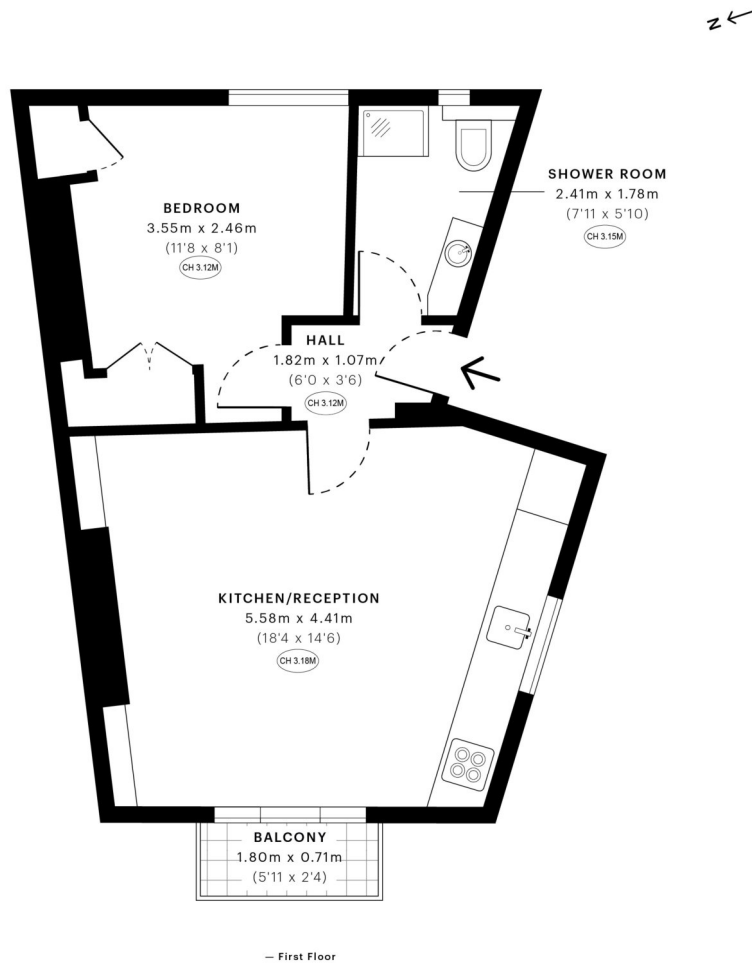 N
BEDROOM
3.55m x 2.46m
(11'8 x 8'1)
CH 3.12M
SHOWER ROOM
2.41m x 1.78m
(7'11 x 5'10)
CH 3.15M
HALL
1.82m x 1.07m
(6'0 x 3'6)
CH 3.12M
KITCHEN/RECEPTION
5.58m x 4.41m
(18'4 x 14'6)
CH 3.18M
BALCONY
1.80m x 0.71m
(5'11 x 2'4)
— First Floor